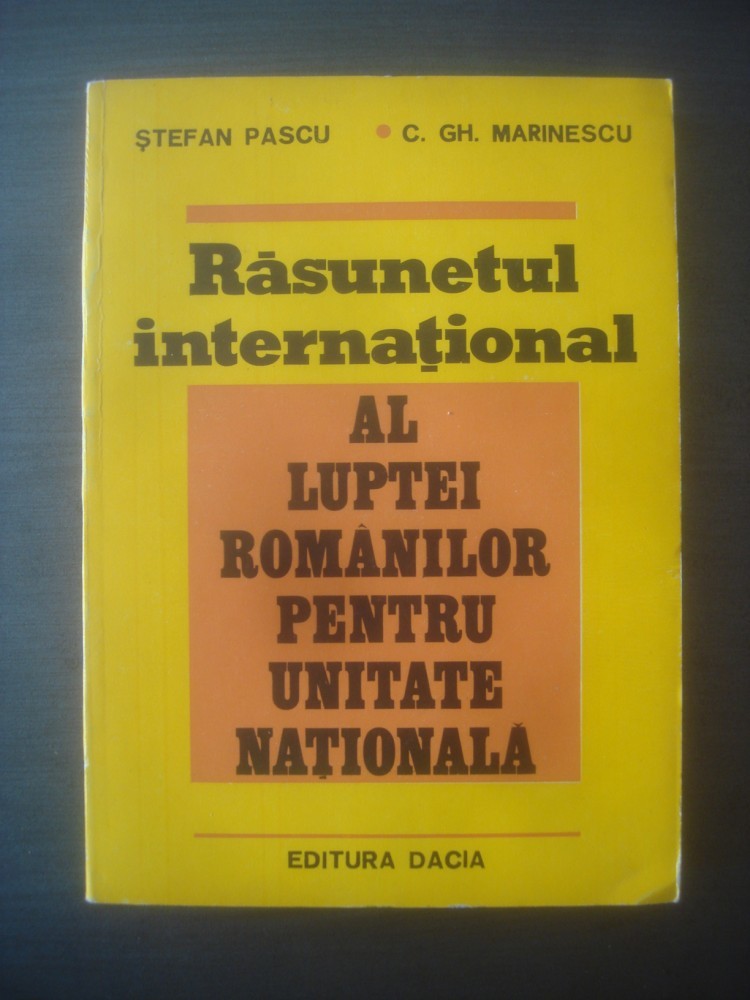 ŞTEFAN PASCU • C. GH. MARINESCU
Răsunetul
internaţional
AL
LUPTEI
ROMÂNILOR
PENTRU
UNITATE
NAŢIONALĂ
EDITURA DACIA